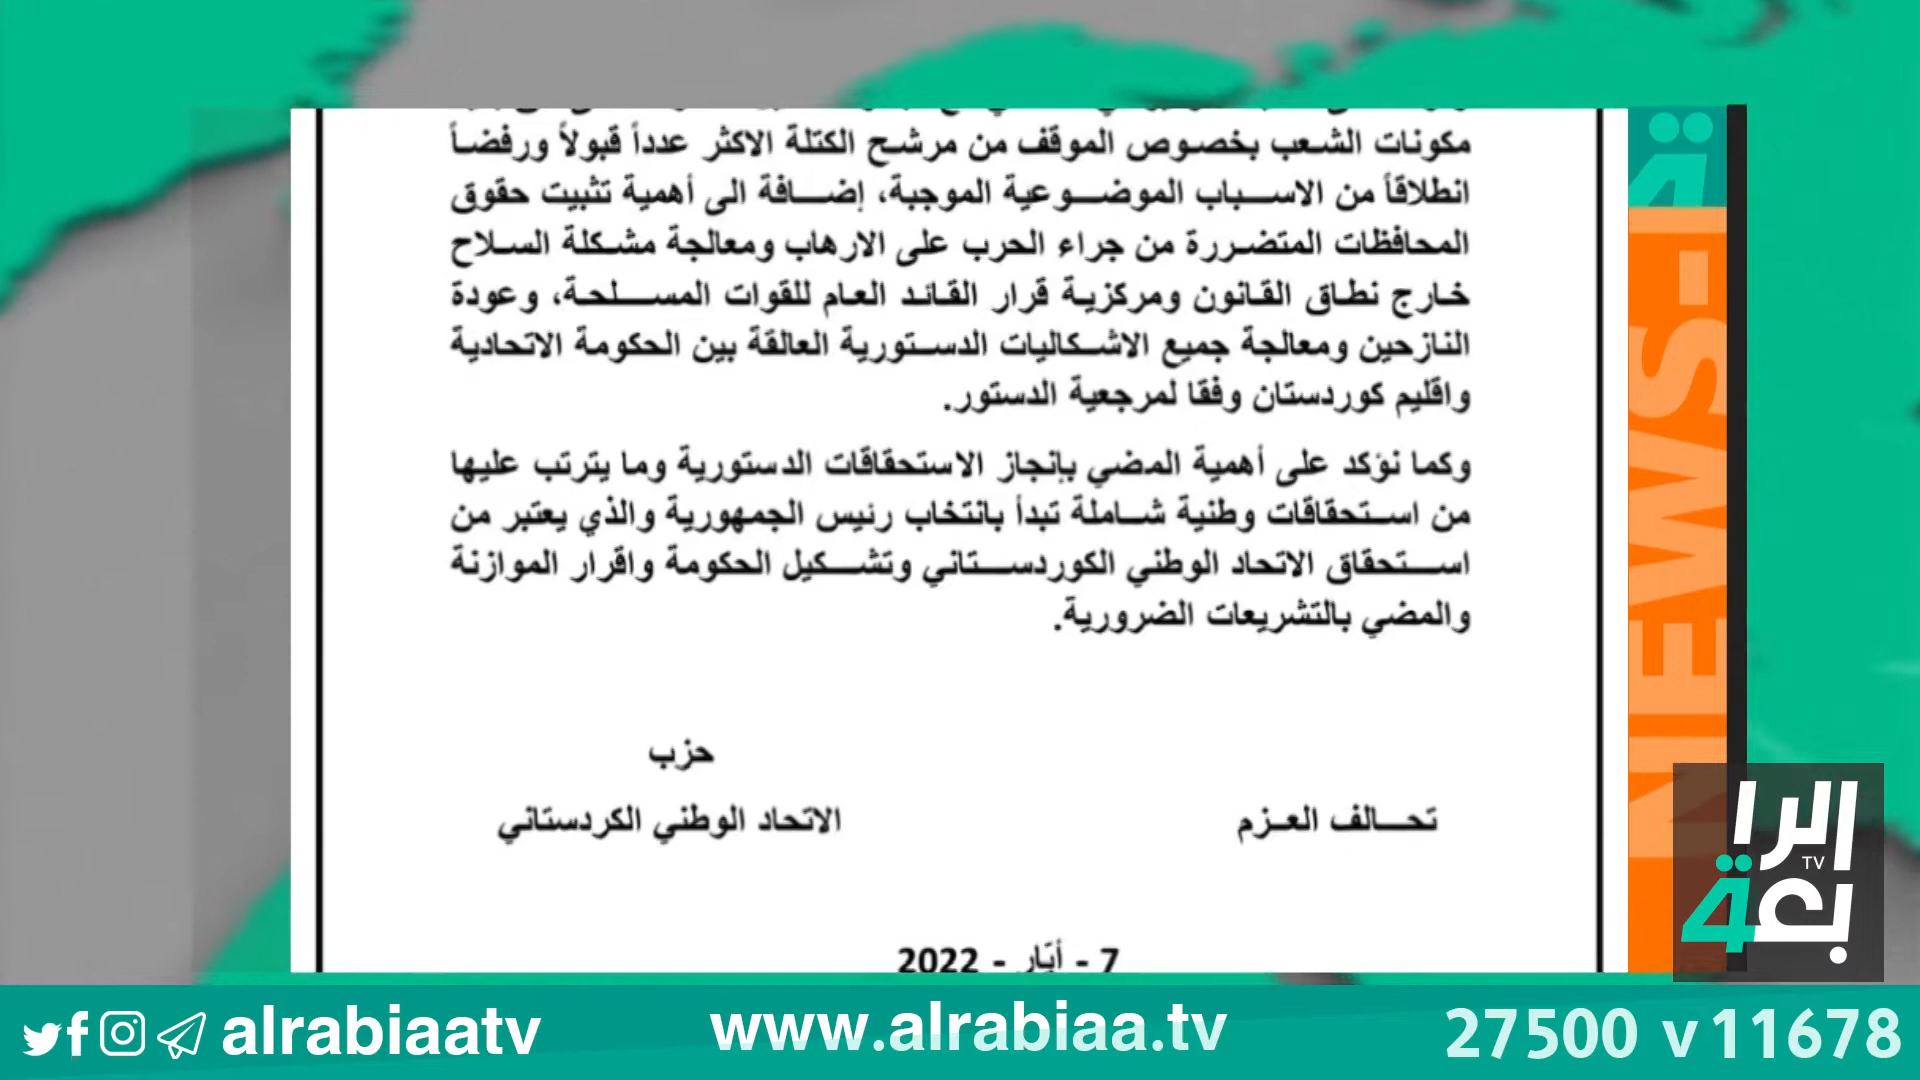 مكونات الشعب بخصوص الموقف من مرشح الكتلة الاكثر عدداً قبولاً ورفضاً
انطلاقاً من الاسباب الموضوعية الموجبة، إضافة الى أهمية تثبيت حقوق
المحافظات المتضررة من جراء الحرب على الارهاب ومعالجة مشكلة السلاح
خارج نطاق القانون ومركزية قرار القائد العام للقوات المسلحة، وعودة
النازحين ومعالجة جميع الاشكاليات الدستورية العالقة بين الحكومة الاتحادية
واقليم كوردستان وفقا لمرجعية الدستور.
وكما نؤكد على أهمية المضي بإنجاز الاستحقاقات الدستورية وما يترتب عليها
من استحقاقات وطنية شاملة تبدأ بانتخاب رئيس الجمهورية والذي يعتبر من
استحقاق الاتحاد الوطني الكوردستاني وتشكيل الحكومة واقرار الموازنة
والمضي بالتشريعات الضرورية.
حزب
تحالف العزم
الاتحاد الوطني الكردستاني
7 - أيّار - 2022
NEWS-
الرا
TV
بعة
alrabiaatv
www.alrabiaa.tv
27500 v 11678